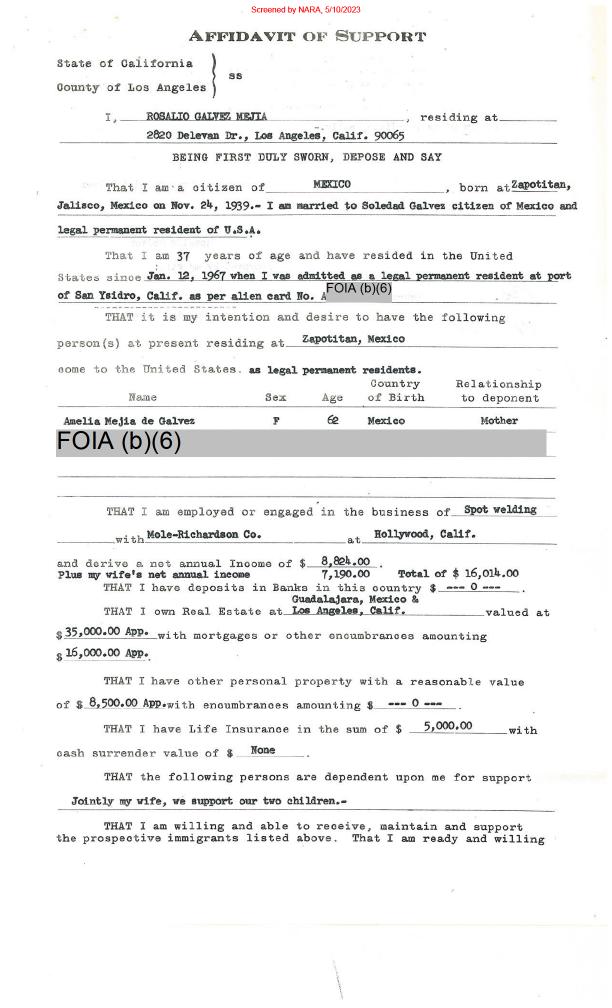 Screened by NARA, 5/10/2023
AFFIDAVIT OF SUPPORT
State of California
ss
County of Los Angeles
I, ROSALIO GALVEZ MEJIA, residing at
2820 Delevan Dr., Los Angeles, Calif. 90065
BEING FIRST DULY SWORN, DEPOSE AND SAY
That I am a citizen of MEXICO, born at Zapotitan,
Jalisco, Mexico on Nov. 24, 1939.- I am married to Soledad Galvez citizen of Mexico and
legal permanent resident of U.S.A.
That I am 37 years of age and have resided in the United
States since Jan. 12, 1967 when I was admitted as a legal permanent resident at port
of San Ysidro, Calif. as per alien card No. A FOIA (b)(6)
THAT it is my intention and desire to have the following
person(s) at present residing at Zapotitan, Mexico
come to the United States. as legal permanent residents.
Country Relationship
Name Sex Age of Birth to deponent
Amelia Mejia de Galvez F 62 Mexico Mother
FOIA (b)(6)
THAT I am employed or engaged in the business of Spot welding
with Mole-Richardson Co. at Hollywood, Calif.
and derive a net annual Income of $ 8,824.00.
Plus my wife's net annual income 7,190.00 Total of $ 16,014.00
THAT I have deposits in Banks in this country $ --- 0 ---.
Guadalajara, Mexico &
THAT I own Real Estate at Los Angeles, Calif. valued at
$35,000.00 App. with mortgages or other encumbrances amounting
$ 16,000.00 App.
THAT I have other personal property with a reasonable value
of $ 8,500.00 App. with encumbrances amounting $ --- 0 ---.
THAT I have Life Insurance in the sum of $ 5,000.00 with
cash surrender value of $ None.
THAT the following persons are dependent upon me for support
Jointly my wife, we support our two children.-
THAT I am willing and able to receive, maintain and support
the prospective immigrants listed above. That I am ready and willing